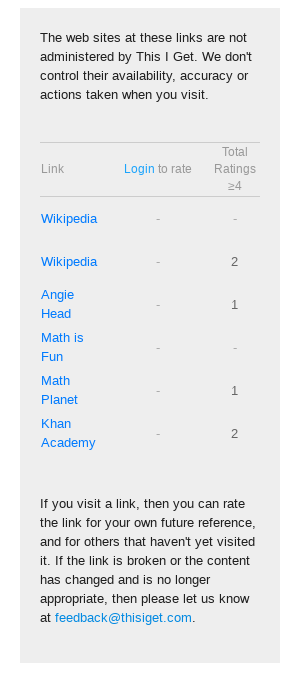 The web sites at these links are not
administered by This I Get. We don't
control their availability, accuracy or
actions taken when you visit.
Link Login to rate Total
Ratings
≥4
Wikipedia - -
Wikipedia - 2
Angie
Head - 1
Math is
Fun - -
Math
Planet - 1
Khan
Academy - 2
If you visit a link, then you can rate
the link for your own future reference,
and for others that haven't yet visited
it. If the link is broken or the content
has changed and is no longer
appropriate, then please let us know
at feedback@thisiget.com.